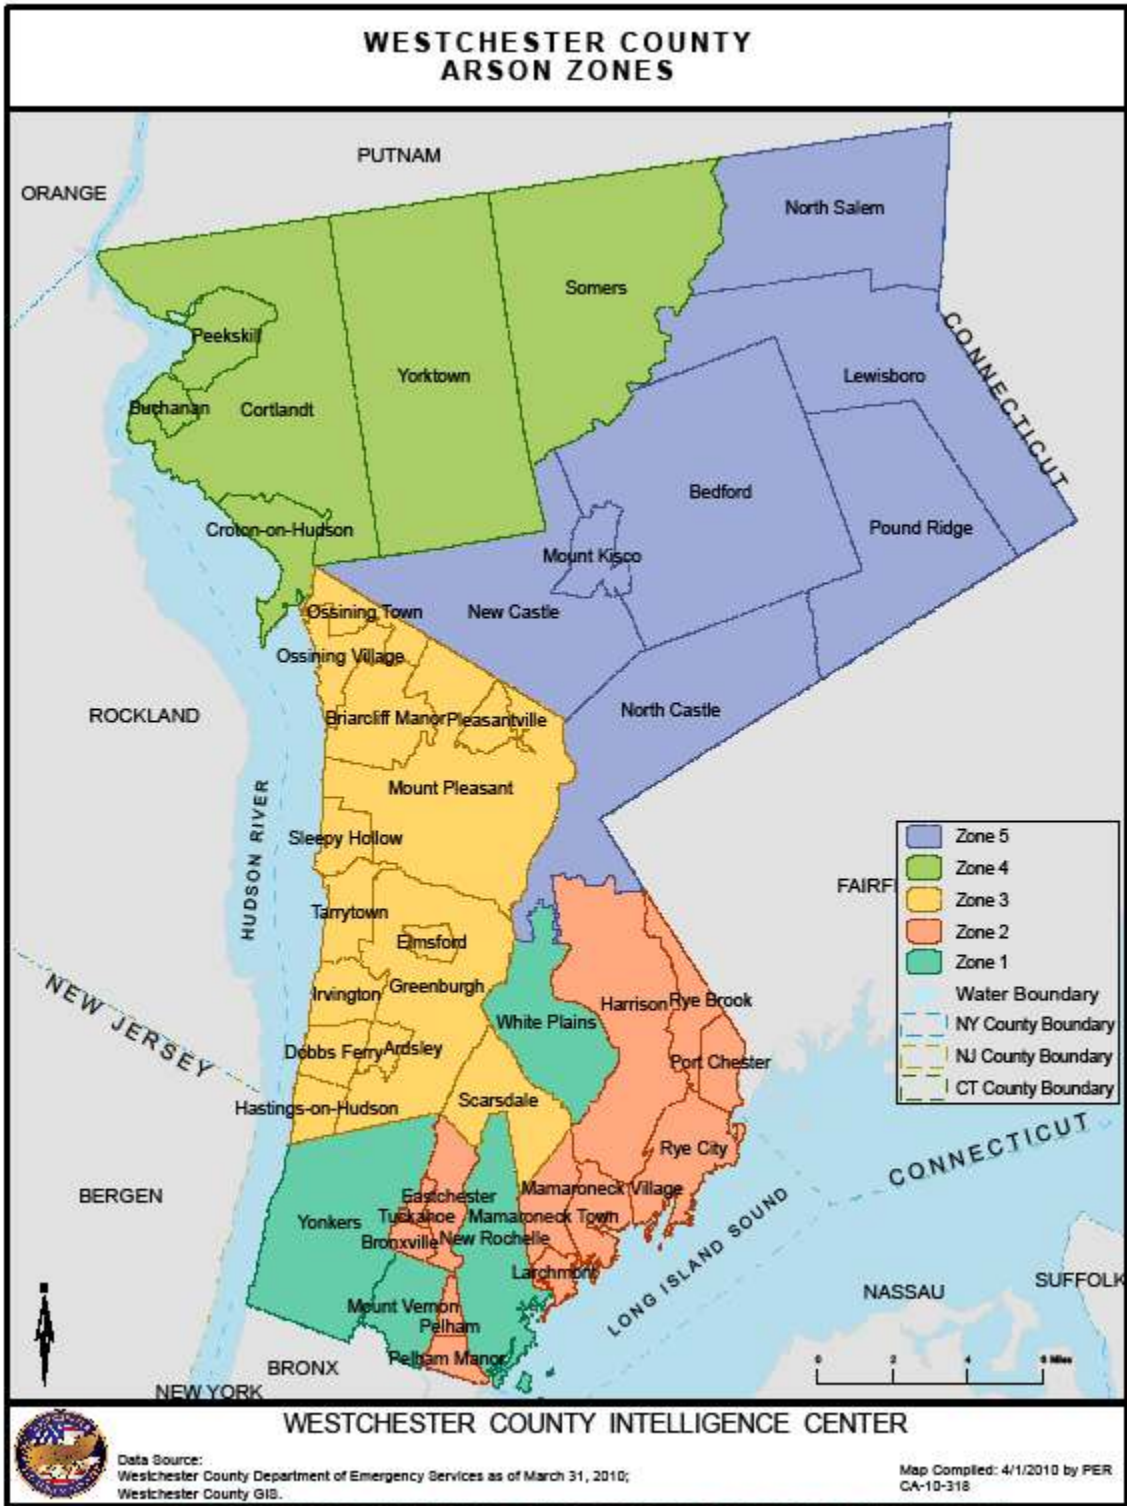 WESTCHESTER COUNTY
ARSON ZONES
PUTNAM
ORANGE
North Salem
Somers
CONNECTICUT
Peekskill
Yorktown
Lewisboro
Buchanan
Cortlandt
Bedford
Pound Ridge
Croton-on-Hudson
Mount Kisco
Ossining Town
New Castle
Ossining Village
ROCKLAND
North Castle
Briarcliff Manor
Pleasantville
Mount Pleasant
HUDSON RIVER
Sleepy Hollow
Zone 5
Zone 4
Zone 3
Zone 2
Zone 1
Water Boundary
NY County Boundary
NJ County Boundary
CT County Boundary
FAIRFI
Tarrytown
Elmsford
NEW JERSEY
Irvington
Greenburgh
Harrison
Rye Brook
White Plains
Dobbs Ferry
Ardsley
Port Chester
Hastings-on-Hudson
Scarsdale
CONNECTICUT
Rye City
BERGEN
Eastchester
Mamaroneck Village
Yonkers
Tuckahoe
Mamaroneck Town
Bronxville
New Rochelle
LONG ISLAND SOUND
Larchmont
NASSAU
SUFFOLK
Mount Vernon
Pelham
Pelham Manor
BRONX
NEW YORK
0 2 4 6 Miles
WESTCHESTER COUNTY INTELLIGENCE CENTER
Data Source:
Westchester County Department of Emergency Services as of March 31, 2010;
Westchester County GIS.
Map Compiled: 4/1/2010 by PER
CA-10-318